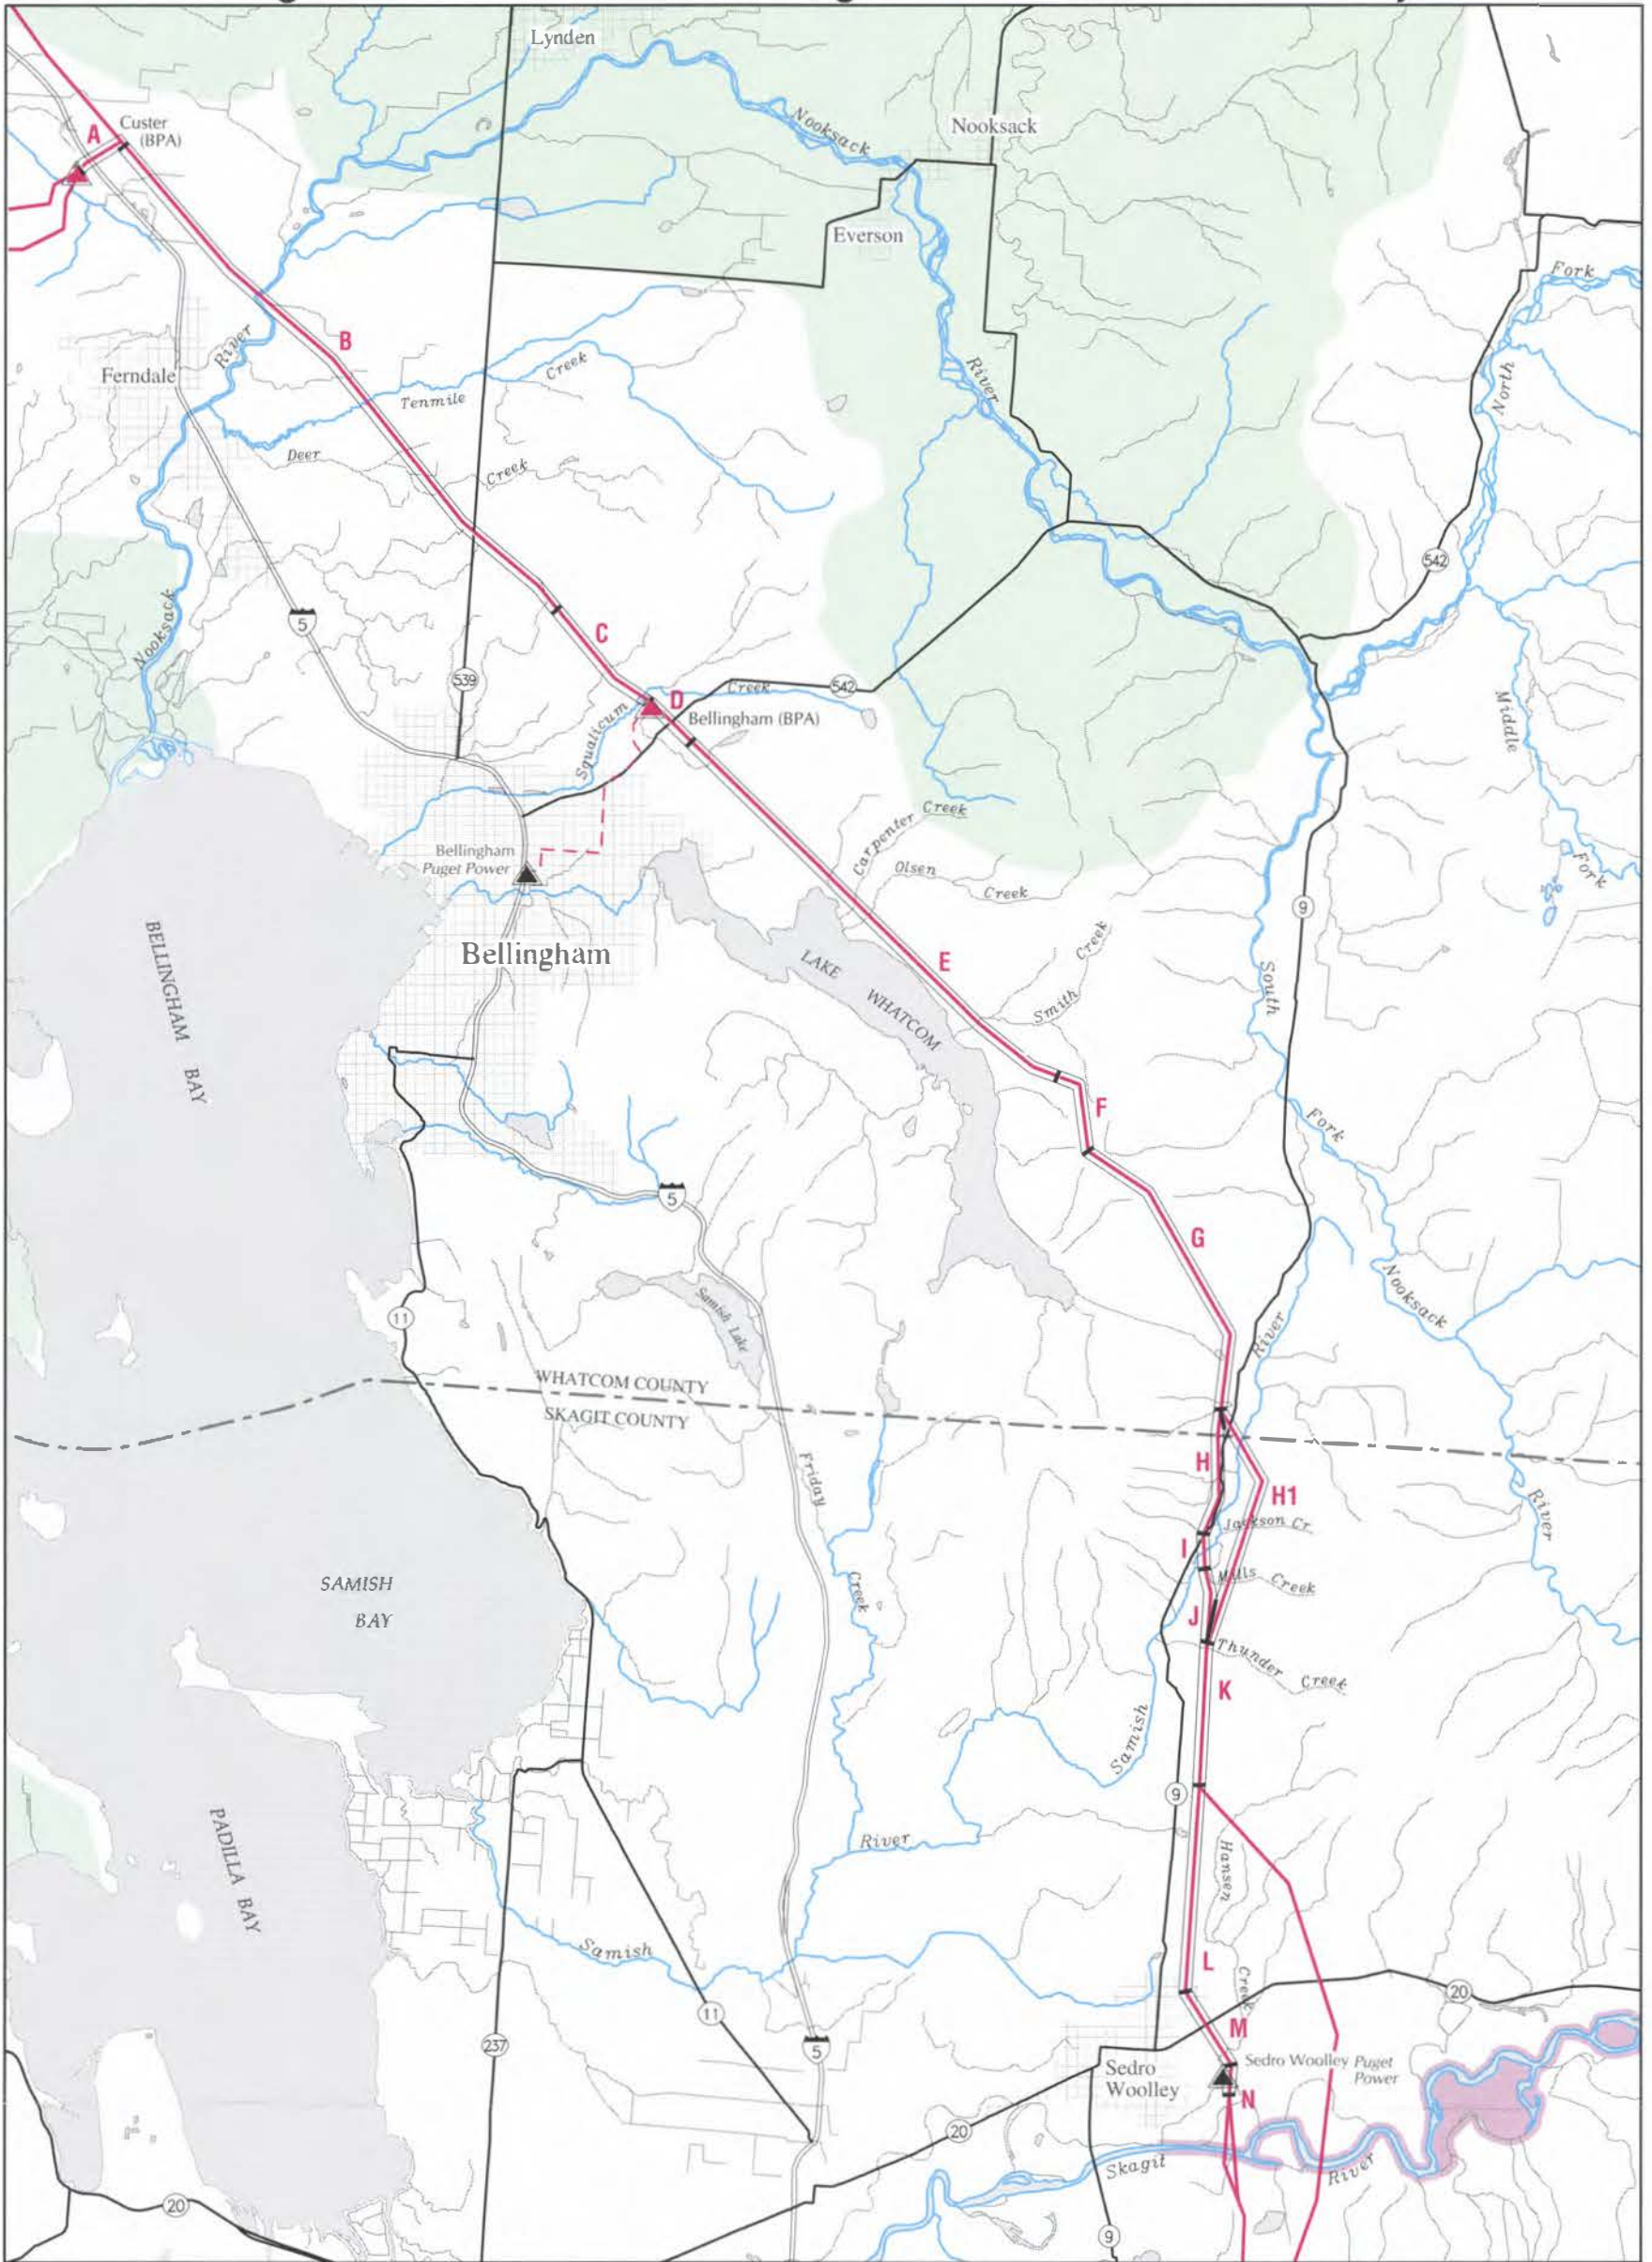 Lynden
Nooksack
Nooksack
A
Custer
(BPA)
Everson
Fork
B
River
Ferndale
Creek
Tenmile
River
North
Deer
Creek
542
Nooksack
5
C
539
Creek
542
D
Bellingham (BPA)
Squalicum
Middle
Fork
Carpenter Creek
Bellingham
Puget Power
Olsen
Creek
9
Bellingham
BELLINGHAM BAY
LAKE WHATCOM
E
Smith Creek
South
Fork
F
5
G
Nooksack
Samish Lake
11
River
WHATCOM COUNTY
SKAGIT COUNTY
H
H1
Friday
Creek
River
Jackson Cr.
I
Mills Creek
SAMISH
BAY
J
Thunder Creek
K
Samish
9
PADILLA BAY
River
Hansen
Creek
Samish
L
20
11
M
237
5
Sedro
Woolley
Sedro Woolley Puget
Power
N
20
Skagit
River
20
9